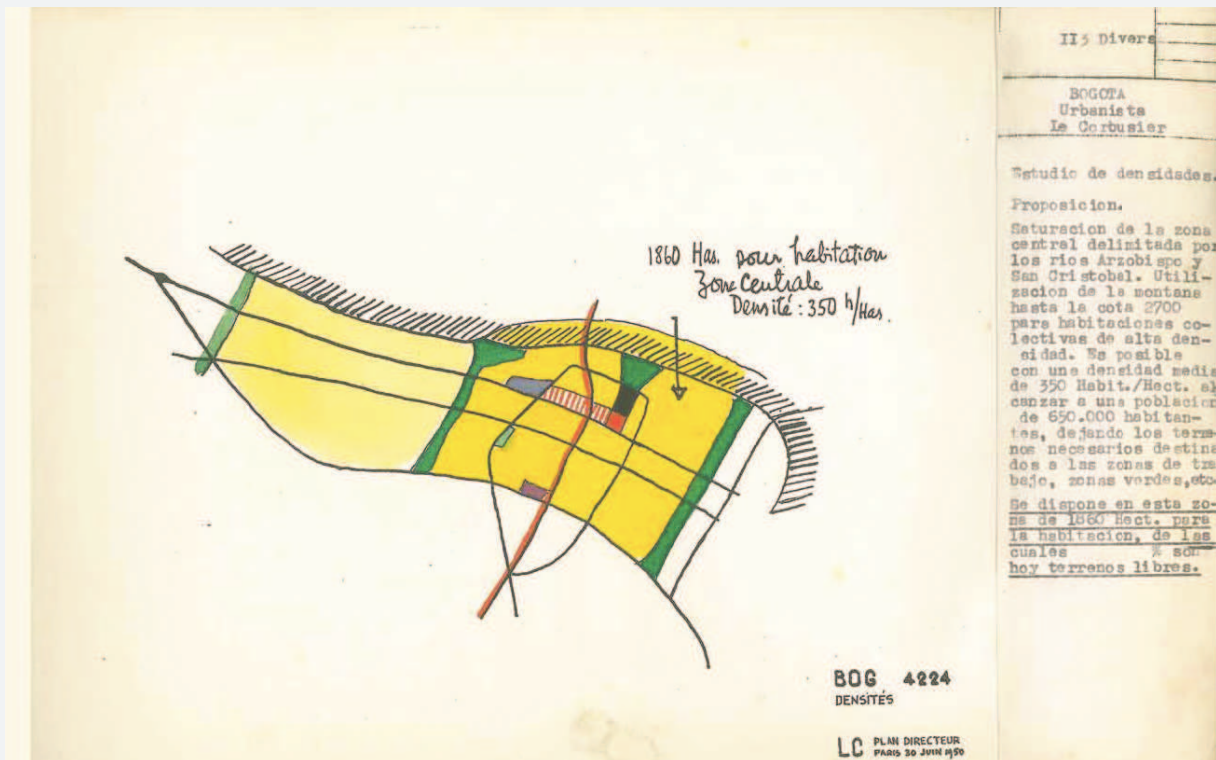 1860 Has. pour habitation
Zone Centrale
Densité : 350 h/Has.
BOG 4224
DENSITÉS
LC PLAN DIRECTEUR
PARIS 30 JUIN 1950
II5 Divers
BOGOTA
Urbanista
Le Corbusier
Estudio de densidades.
Proposicion.
Saturacion de la zona
central delimitada por
los rios Arzobispo y
San Cristobal. Utili-
zacion de la montana
hasta la cota 2700
para habitaciones co-
lectivas de alta den-
sidad. Es posible
con una densidad media
de 350 Habit./Hect. al
canzar a una poblacion
de 650.000 habitan-
tes, dejando los terre-
nos necesarios destina
dos a las zonas de tra
bajo, zonas verdes,etc.
Se dispone en esta zo-
na de 1860 Hect. para
la habitacion, de las
cuales % son
hoy terrenos libres.